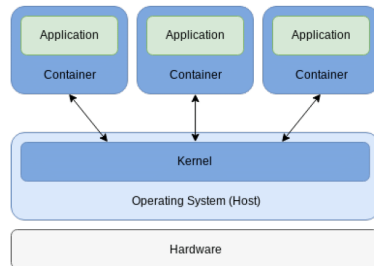 Application
Application
Application
Container
Container
Container
Kernel
Operating System (Host)
Hardware